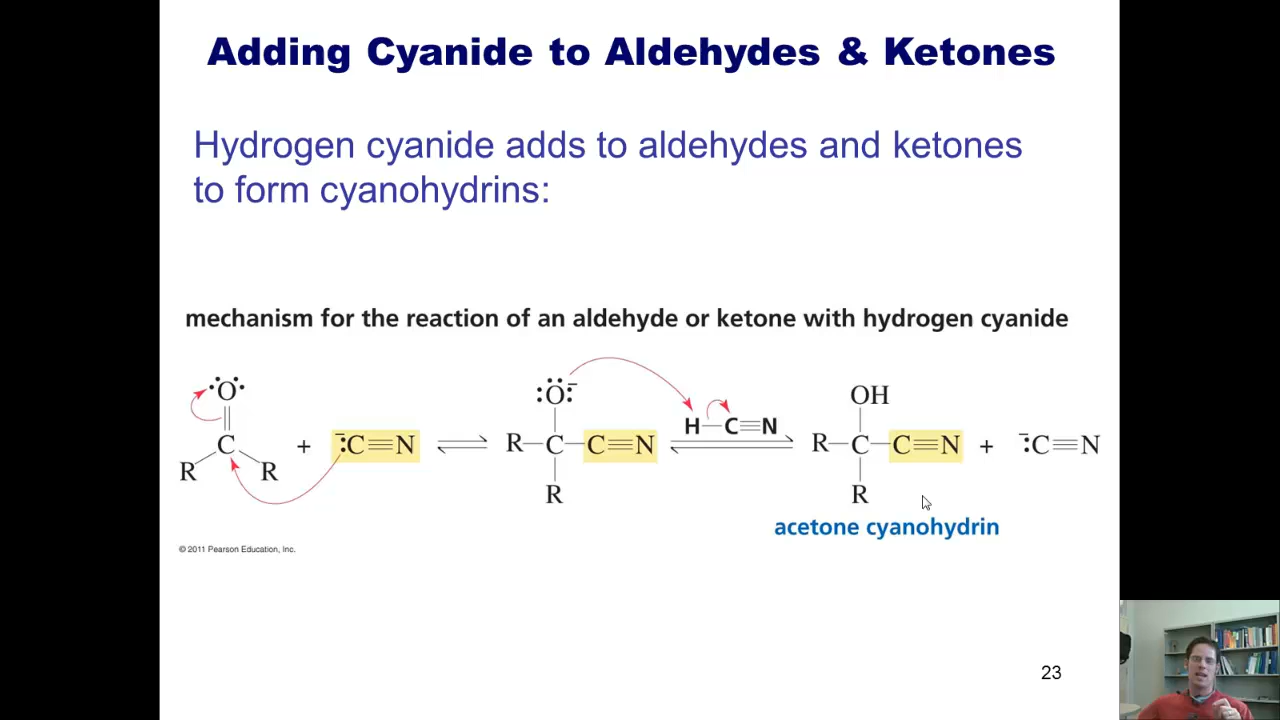 Adding Cyanide to Aldehydes & Ketones
Hydrogen cyanide adds to aldehydes and ketones
to form cyanohydrins:
mechanism for the reaction of an aldehyde or ketone with hydrogen cyanide
O
C
R R
+
−:C≡N
:O:−
R—C—C≡N
R
H—C≡N
OH
R—C—C≡N
R
+
−:C≡N
acetone cyanohydrin
© 2011 Pearson Education, Inc.
23